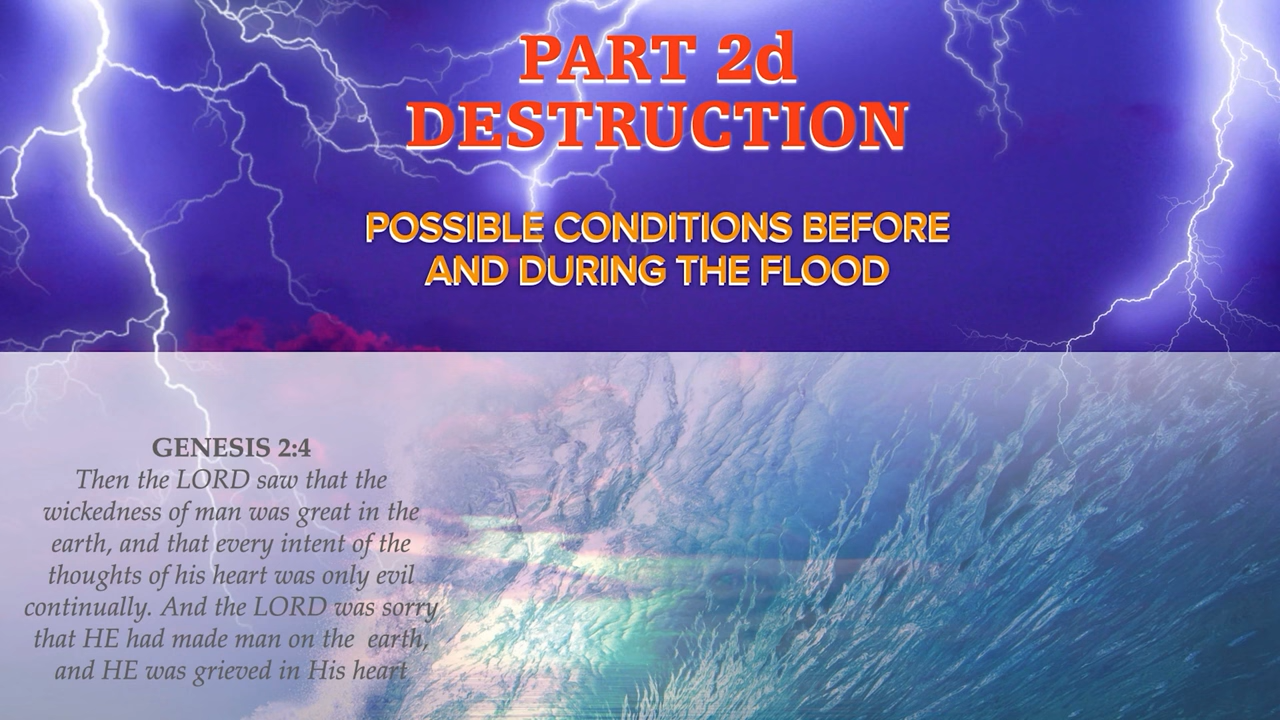 PART 2d
DESTRUCTION
POSSIBLE CONDITIONS BEFORE
AND DURING THE FLOOD
GENESIS 2:4
Then the LORD saw that the
wickedness of man was great in the
earth, and that every intent of the
thoughts of his heart was only evil
continually. And the LORD was sorry
that HE had made man on the earth,
and HE was grieved in His heart